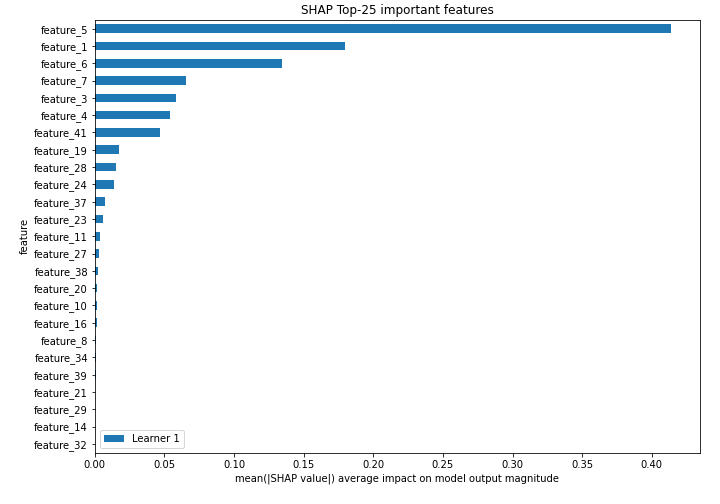 SHAP Top-25 important features
feature_5
feature_1
feature_6
feature_7
feature_3
feature_4
feature_41
feature_19
feature_28
feature_24
feature_37
feature_23
feature_11
feature_27
feature_38
feature_20
feature_10
feature_16
feature_8
feature_34
feature_39
feature_21
feature_29
feature_14
feature_32
feature
Learner 1
0.00 0.05 0.10 0.15 0.20 0.25 0.30 0.35 0.40
mean(|SHAP value|) average impact on model output magnitude